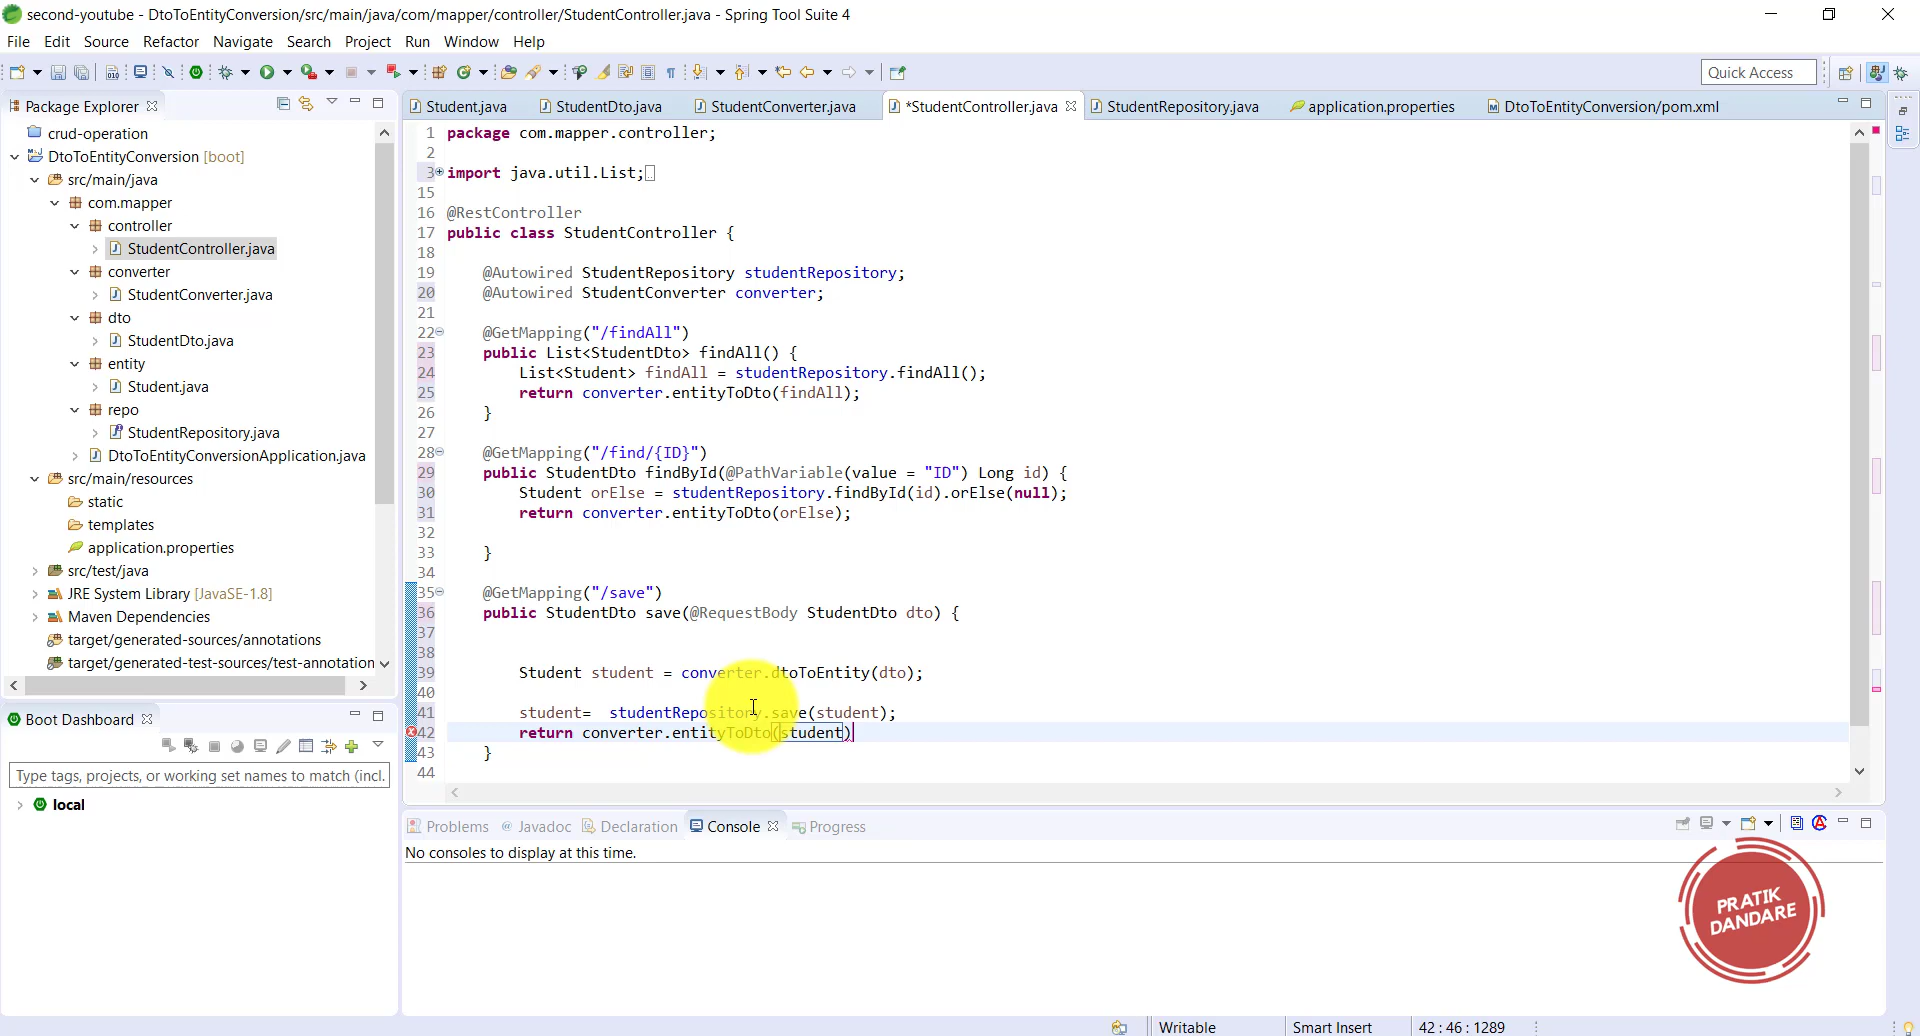 second-youtube - DtoToEntityConversion/src/main/java/com/mapper/controller/StudentController.java - Spring Tool Suite 4
File Edit Source Refactor Navigate Search Project Run Window Help
Quick Access
Package Explorer
crud-operation
DtoToEntityConversion [boot]
src/main/java
com.mapper
controller
StudentController.java
converter
StudentConverter.java
dto
StudentDto.java
entity
Student.java
repo
StudentRepository.java
DtoToEntityConversionApplication.java
src/main/resources
static
templates
application.properties
src/test/java
JRE System Library [JavaSE-1.8]
Maven Dependencies
target/generated-sources/annotations
target/generated-test-sources/test-annotation
Boot Dashboard
Type tags, projects, or working set names to match (incl.
local
Student.java StudentDto.java StudentConverter.java *StudentController.java StudentRepository.java application.properties DtoToEntityConversion/pom.xml
1 package com.mapper.controller;
2
3 import java.util.List;
15
16 @RestController
17 public class StudentController {
18
19 @Autowired StudentRepository studentRepository;
20 @Autowired StudentConverter converter;
21
22 @GetMapping("/findAll")
23 public List<StudentDto> findAll() {
24 List<Student> findAll = studentRepository.findAll();
25 return converter.entityToDto(findAll);
26 }
27
28 @GetMapping("/find/{ID}")
29 public StudentDto findById(@PathVariable(value = "ID") Long id) {
30 Student orElse = studentRepository.findById(id).orElse(null);
31 return converter.entityToDto(orElse);
32
33 }
34
35 @GetMapping("/save")
36 public StudentDto save(@RequestBody StudentDto dto) {
37
38
39 Student student = converter.dtoToEntity(dto);
40
41 student= studentRepository.save(student);
42 return converter.entityToDto(student)
43 }
44
Problems Javadoc Declaration Console Progress
No consoles to display at this time.
PRATIK
DANDARE
Writable Smart Insert 42 : 46 : 1289